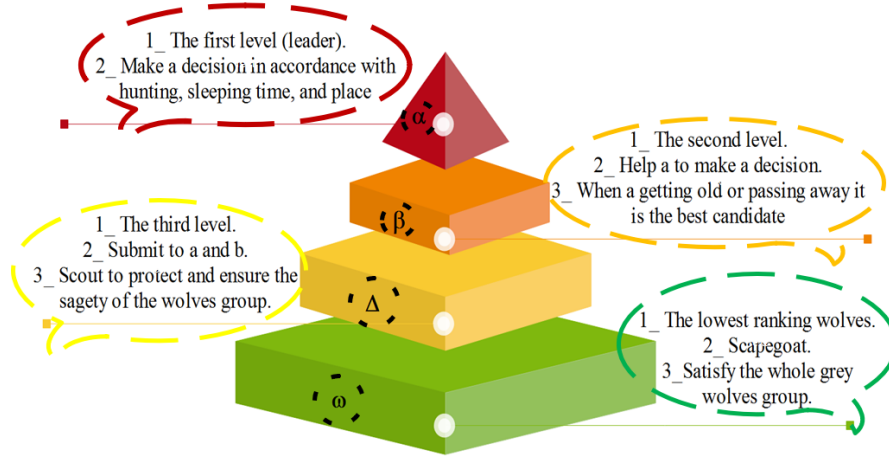 1_ The first level (leader).
2_ Make a decision in accordance with
hunting, sleeping time, and place
α
1_ The second level.
2_ Help a to make a decision.
3_ When a getting old or passing away it
is the best candidate
β
1_ The third level.
2_ Submit to a and b.
3_ Scout to protect and ensure the
sagety of the wolves group.
Δ
1_ The lowest ranking wolves.
2_ Scapegoat.
3_Satisfy the whole grey
wolves group.
ω